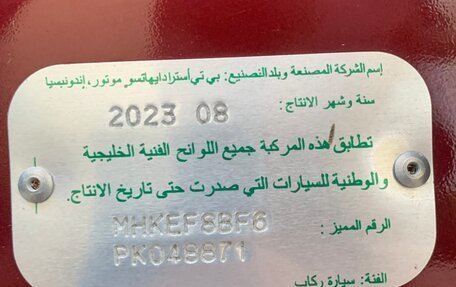 إسم الشركة المصنعة وبلد التصنيع: بي تي أسترا دايهاتسو موتور، إندونيسيا
سنة وشهر الانتاج: 2023 08
تطابق هذه المركبة جميع اللوائح الفنية الخليجية
والوطنية للسيارات التي صدرت حتى تاريخ الانتاج.
الرقم المميز: MHKEF8BF6
PK048871
الفئة: سيارة ركاب